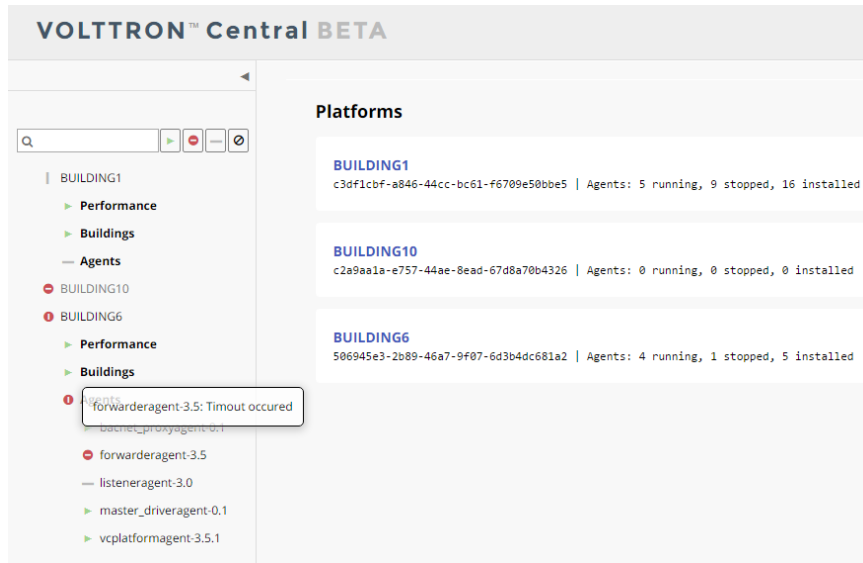 VOLTTRON™ Central BETA
Platforms
BUILDING1
c3df1cbf-a846-44cc-bc61-f6709e50bbe5 | Agents: 5 running, 9 stopped, 16 installed
BUILDING10
c2a9aa1a-e757-44ae-8ead-67d8a70b4326 | Agents: 0 running, 0 stopped, 0 installed
BUILDING6
506945e3-2b89-46a7-9f07-6d3b4dc681a2 | Agents: 4 running, 1 stopped, 5 installed
BUILDING1
Performance
Buildings
Agents
BUILDING10
BUILDING6
Performance
Buildings
Agents
forwarderagent-3.5: Timout occured
bacnet_proxyagent-0.1
forwarderagent-3.5
listeneragent-3.0
master_driveragent-0.1
vcplatformagent-3.5.1